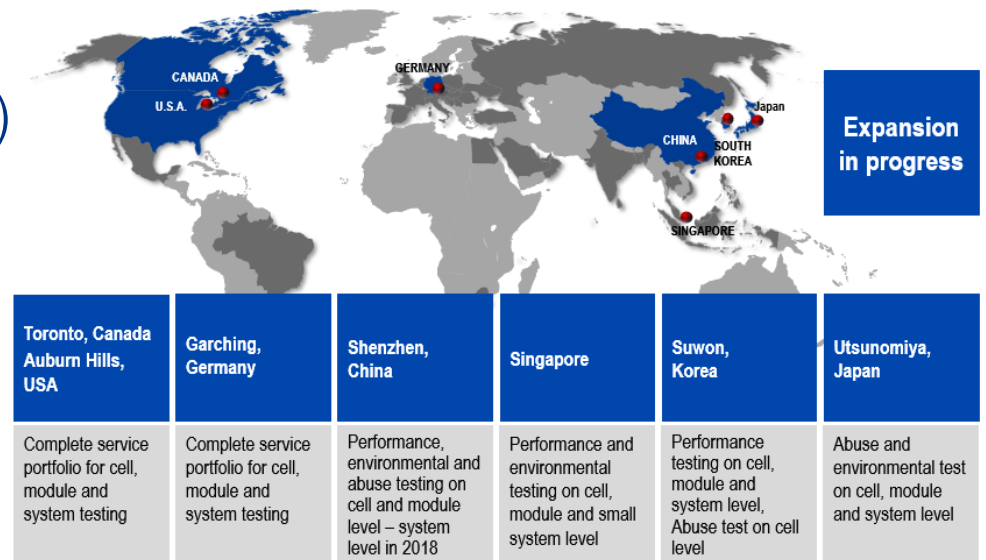 CANADA
U.S.A.
GERMANY
CHINA
Japan
SOUTH
KOREA
SINGAPORE
Expansion
in progress
Toronto, Canada
Auburn Hills,
USA
Complete service
portfolio for cell,
module and
system testing
Garching,
Germany
Complete service
portfolio for cell,
module and
system testing
Shenzhen,
China
Performance,
environmental and
abuse testing on
cell and module
level – system
level in 2018
Singapore
Performance and
environmental
testing on cell,
module and small
system level
Suwon,
Korea
Performance
testing on cell,
module and
system level,
Abuse test on cell
level
Utsunomiya,
Japan
Abuse and
environmental test
on cell, module
and system level